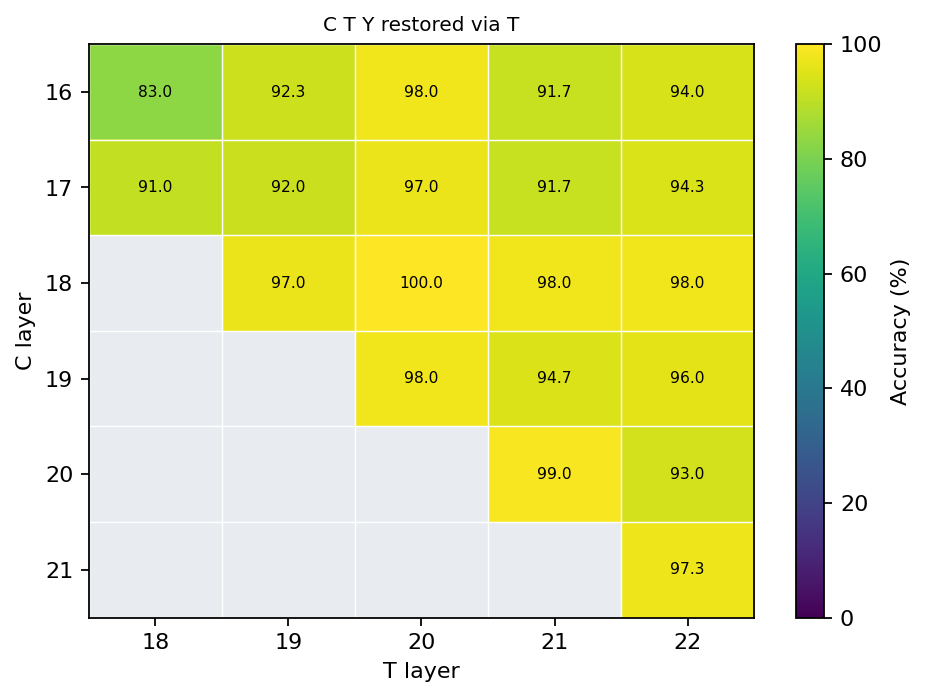 C T Y restored via T
C layer
16 83.0 92.3 98.0 91.7 94.0
17 91.0 92.0 97.0 91.7 94.3
18 97.0 100.0 98.0 98.0
19 98.0 94.7 96.0
20 99.0 93.0
21 97.3
18 19 20 21 22
T layer
100
80
60
40
20
0
Accuracy (%)